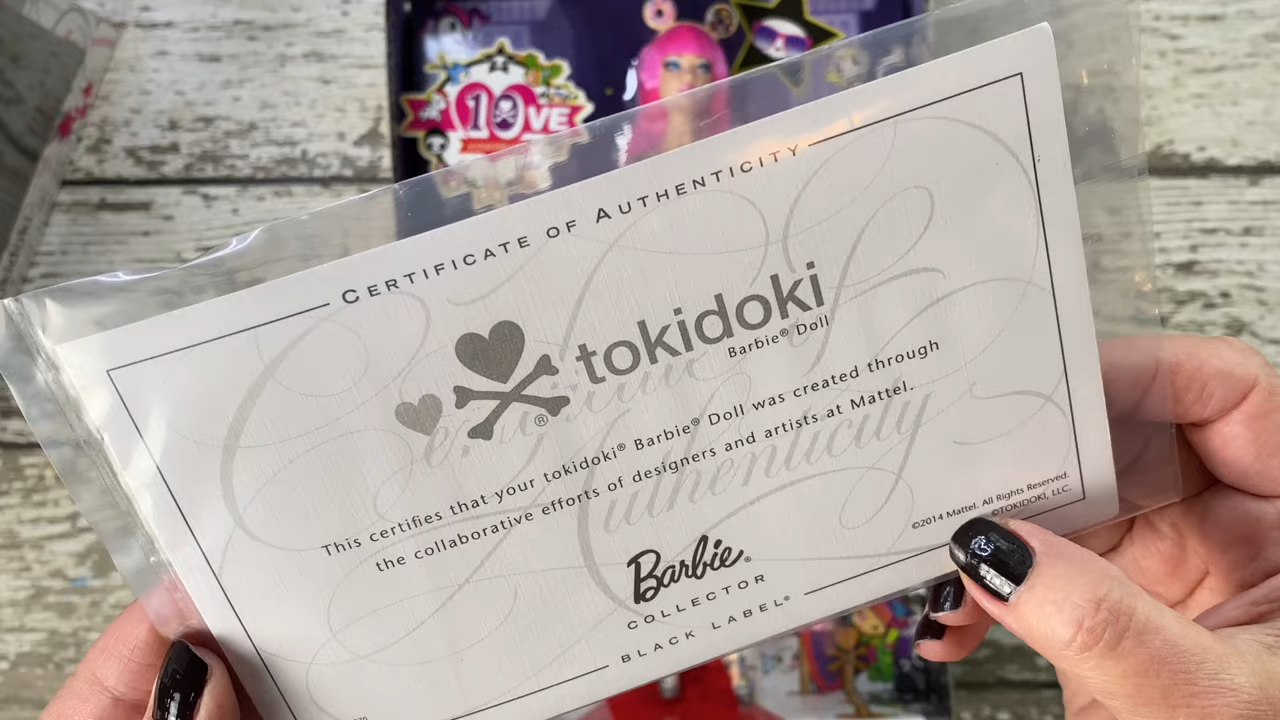 10VE
CERTIFICATE OF AUTHENTICITY
tokidoki
Barbie® Doll
®
This certifies that your tokidoki® Barbie® Doll was created through
the collaborative efforts of designers and artists at Mattel.
Authenticity
©2014 Mattel. All Rights Reserved.
©TOKIDOKI, LLC.
Barbie®
COLLECTOR
BLACK LABEL®